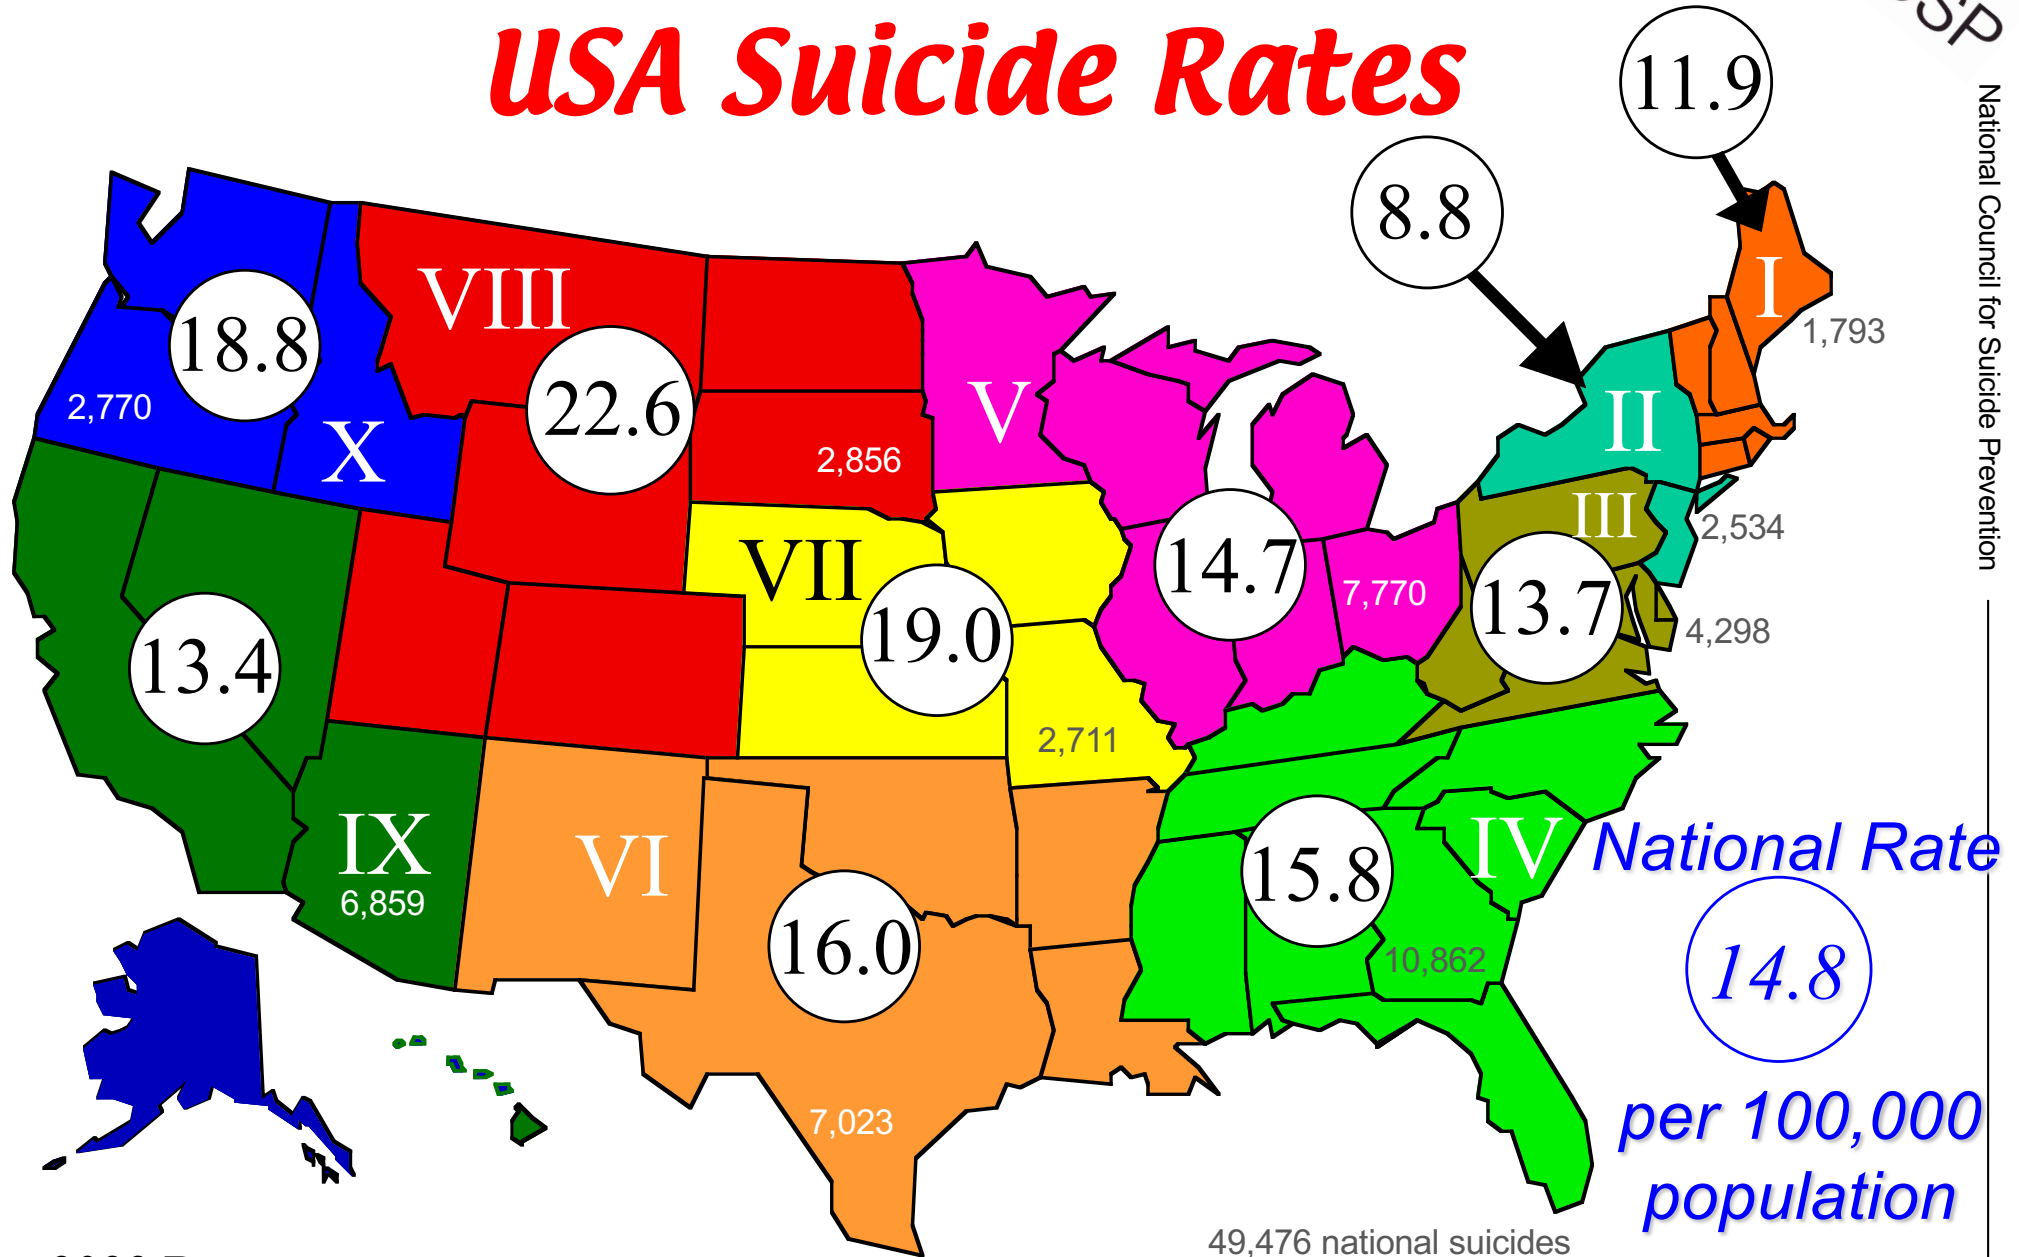 USA Suicide Rates
11.9
8.8
I
1,793
VIII
18.8
22.6
2,770
X
2,856
V
II
III
2,534
National Council for Suicide Prevention
VII
14.7
7,770
13.7
4,298
19.0
13.4
2,711
IX
6,859
VI
16.0
15.8
IV
10,862
National Rate
14.8
per 100,000
population
7,023
49,476 national suicides